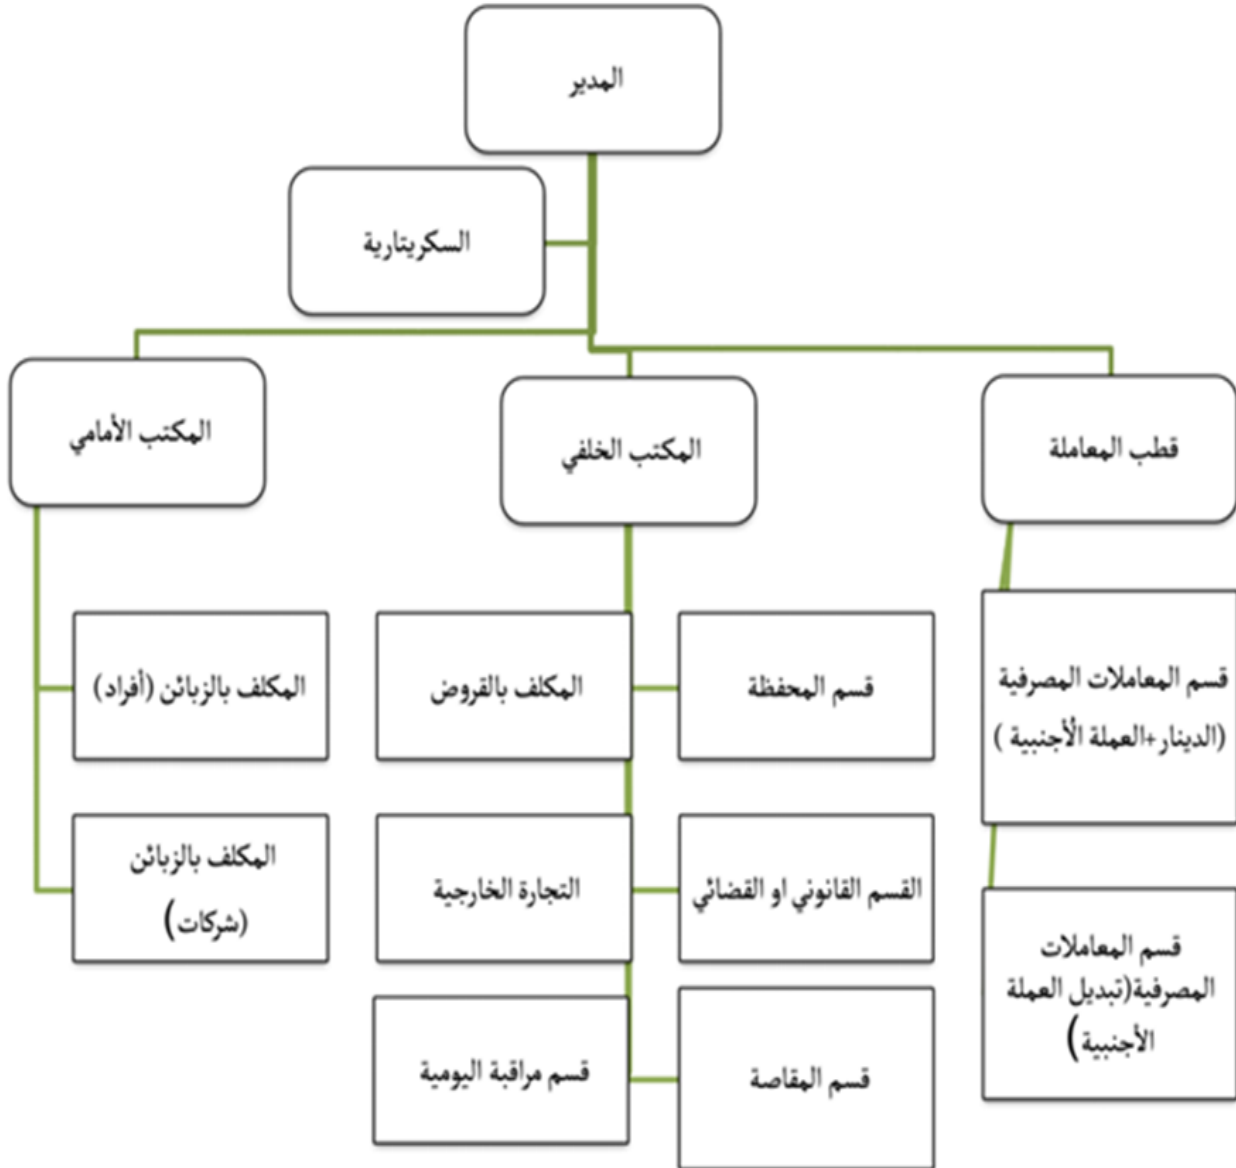 المدير
السكريتارية
قطب المعاملة
المكتب الخلفي
المكتب الأمامي
قسم المعاملات المصرفية
(الدينار+العملة الأجنبية )
قسم المعاملات
المصرفية(تبديل العملة
الأجنبية)
قسم المحفظة
المكلف بالقروض
القسم القانوني او القضائي
التجارة الخارجية
قسم المقاصة
قسم مراقبة اليومية
المكلف بالزبائن (أفراد)
المكلف بالزبائن
(شركات)